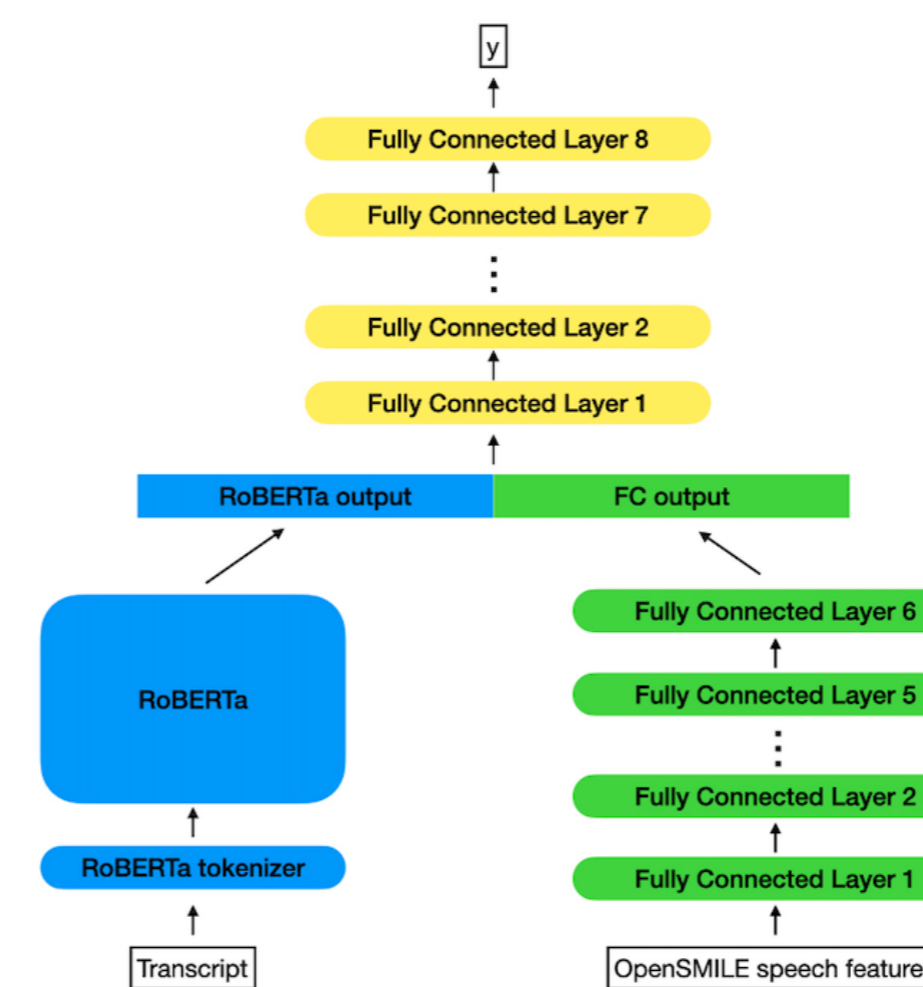 y
Fully Connected Layer 8
Fully Connected Layer 7
Fully Connected Layer 2
Fully Connected Layer 1
RoBERTa output FC output
Fully Connected Layer 6
RoBERTa
Fully Connected Layer 5
Fully Connected Layer 2
RoBERTa tokenizer
Fully Connected Layer 1
Transcript
OpenSMILE speech feature